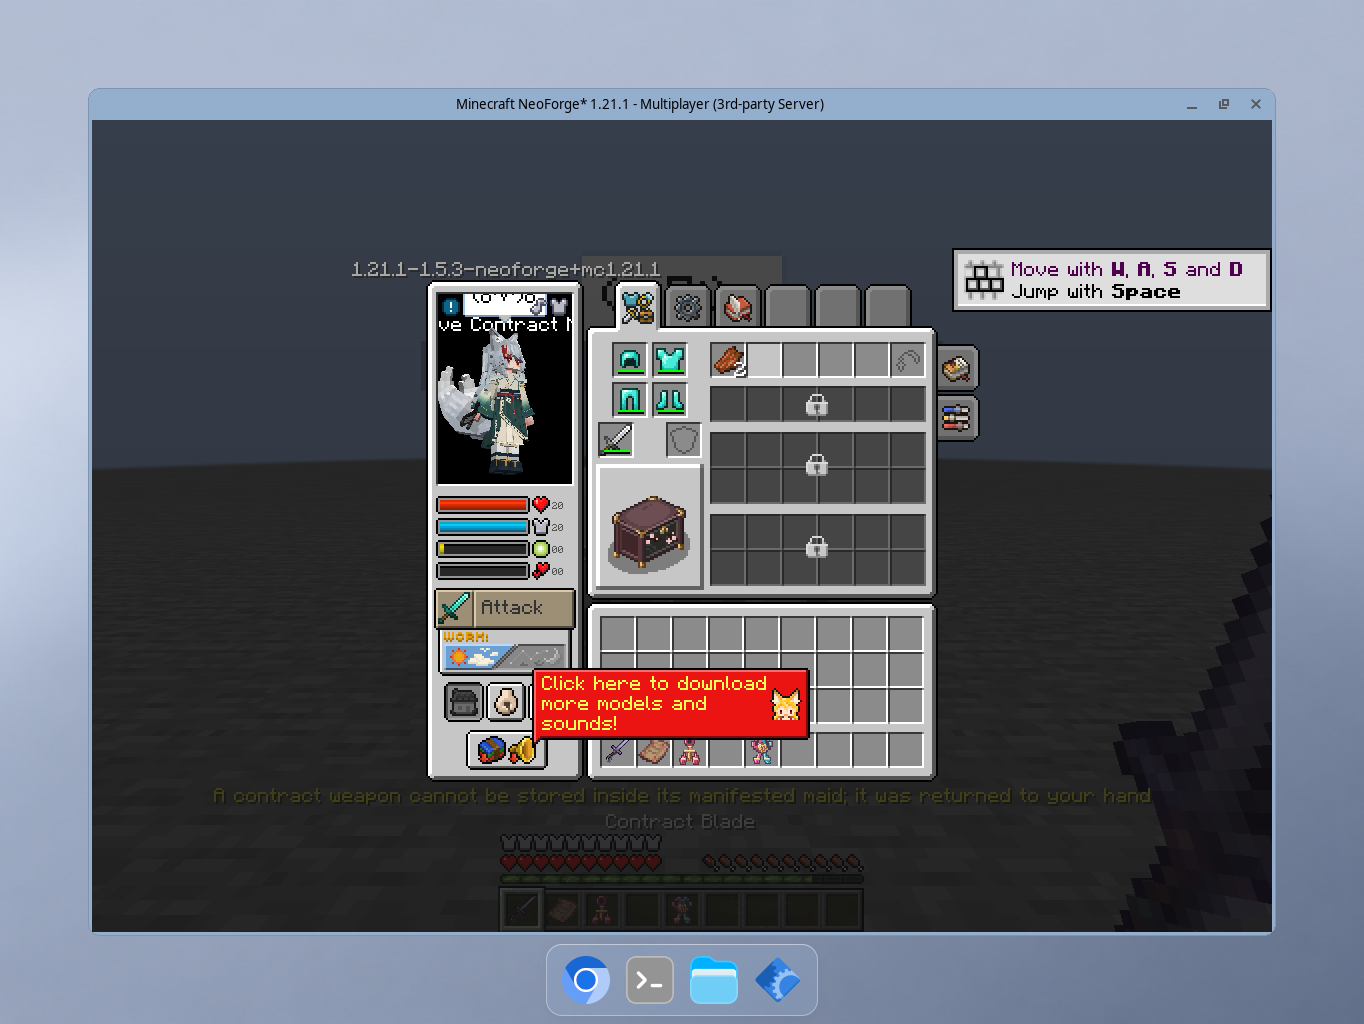 Minecraft NeoForge* 1.21.1 - Multiplayer (3rd-party Server)
1.21.1-1.5.3-neoforge+mc1.21.1
Move with W, A, S and D
Jump with Space
ve Contract
20
20
00
00
Attack
WORK:
Click here to download
more models and
sounds!
2
A contract weapon cannot be stored inside its manifested maid; it was returned to your hand
Contract Blade